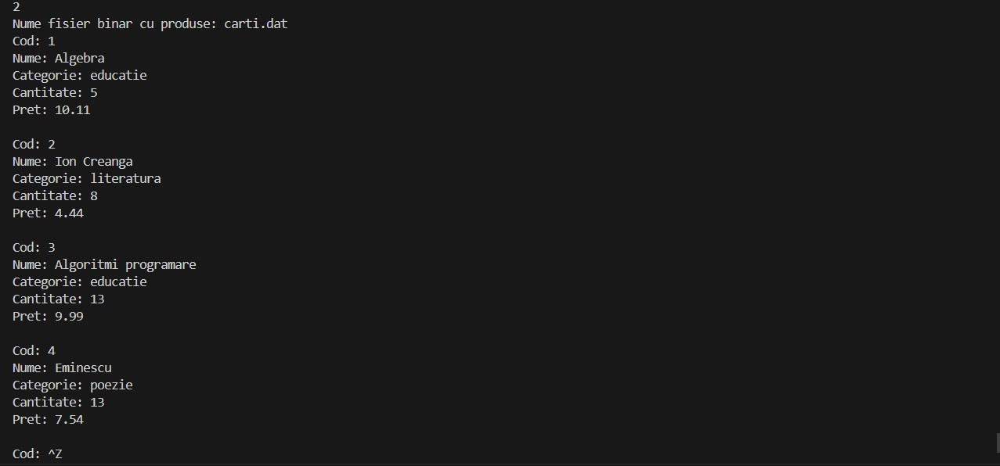 2
Nume fisier binar cu produse: carti.dat
Cod: 1
Nume: Algebra
Categorie: educatie
Cantitate: 5
Pret: 10.11
Cod: 2
Nume: Ion Creanga
Categorie: literatura
Cantitate: 8
Pret: 4.44
Cod: 3
Nume: Algoritmi programare
Categorie: educatie
Cantitate: 13
Pret: 9.99
Cod: 4
Nume: Eminescu
Categorie: poezie
Cantitate: 13
Pret: 7.54
Cod: ^Z